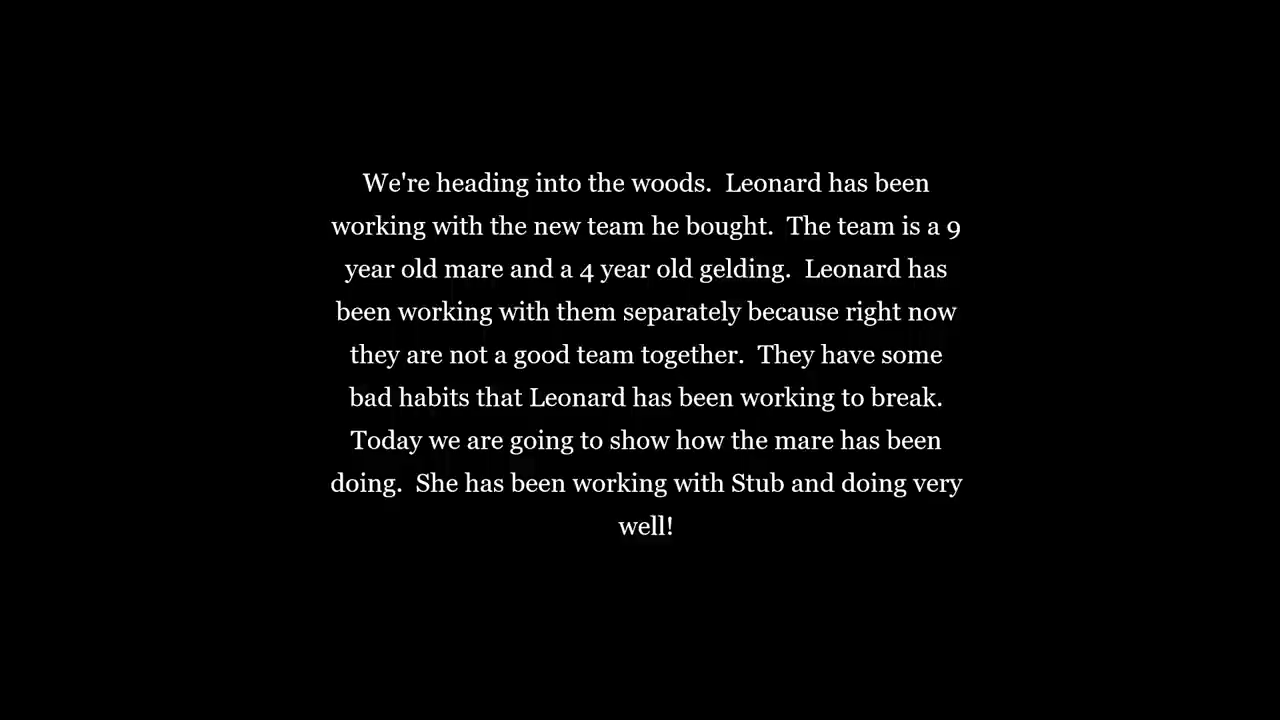 We're heading into the woods.  Leonard has been
working with the new team he bought.  The team is a 9
year old mare and a 4 year old gelding.  Leonard has
been working with them separately because right now
they are not a good team together.  They have some
bad habits that Leonard has been working to break.
Today we are going to show how the mare has been
doing.  She has been working with Stub and doing very
well!